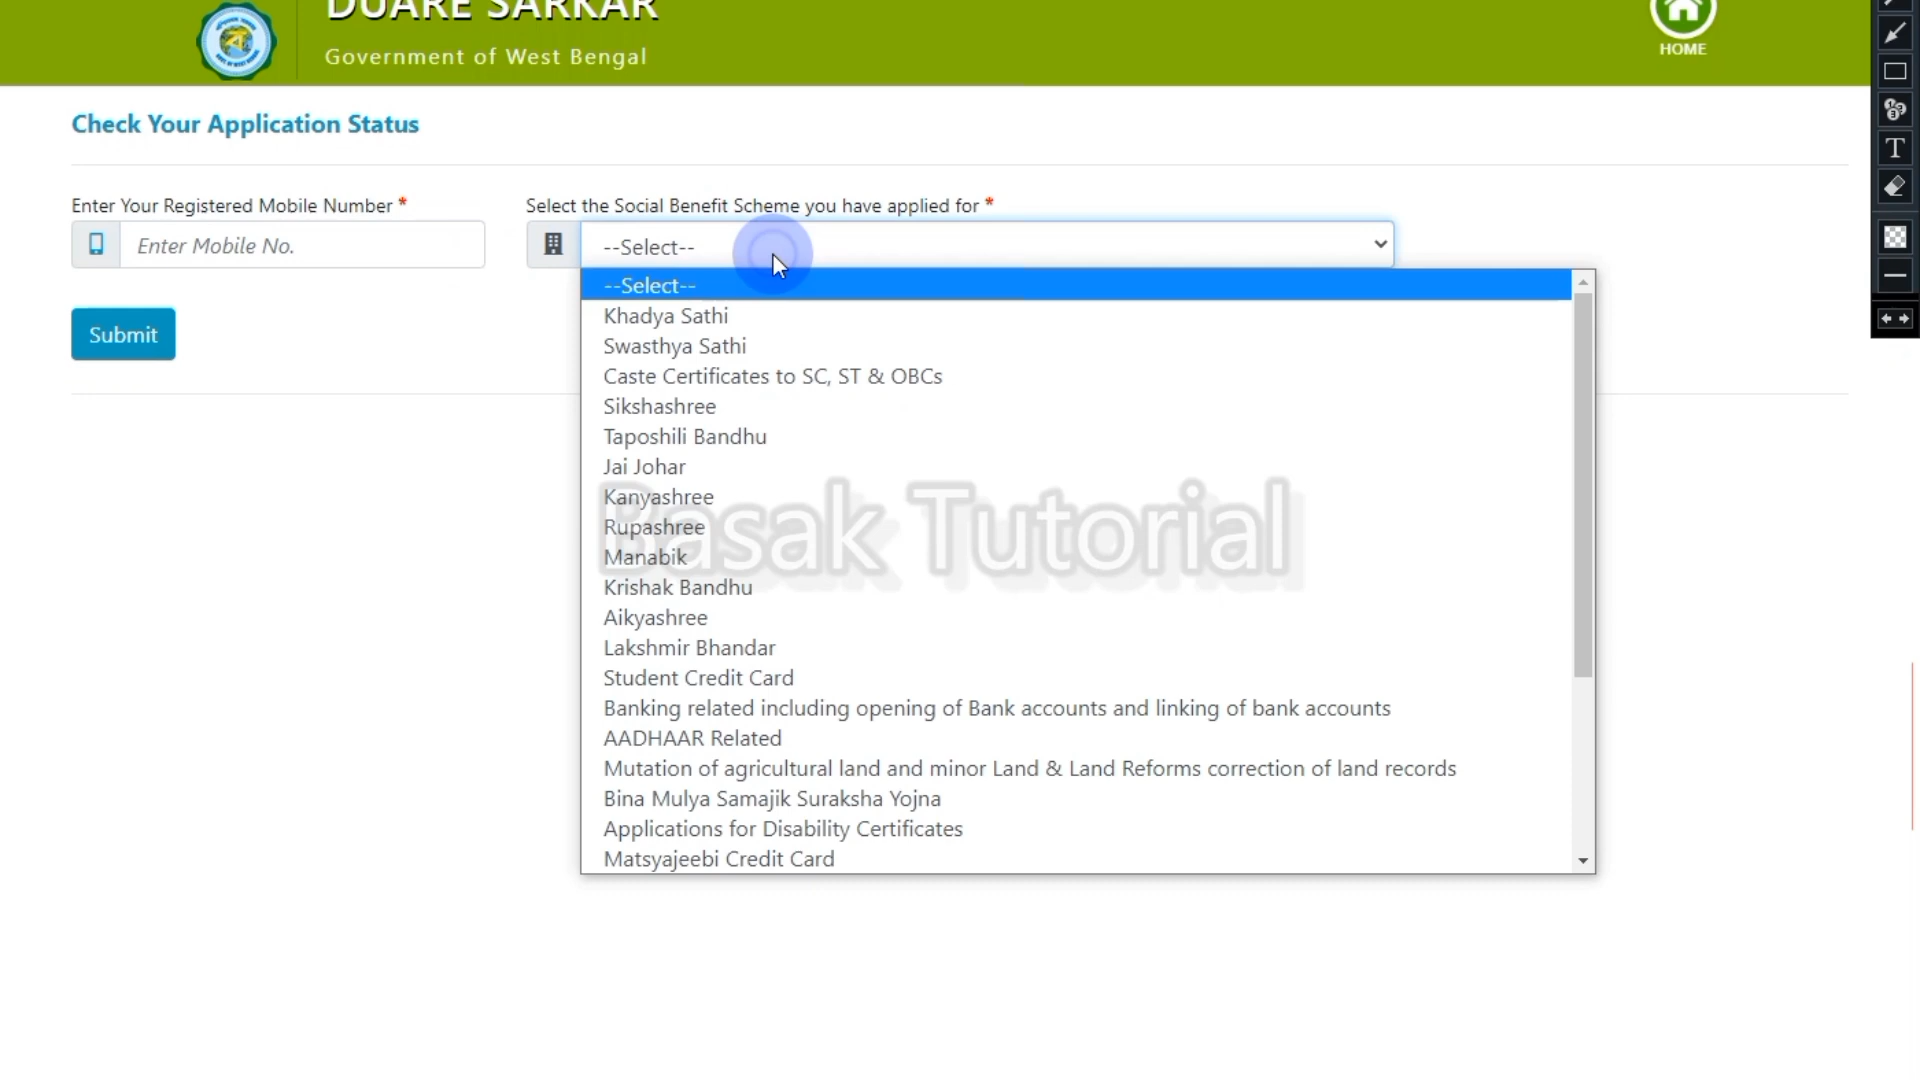 DUARE SARKAR
Government of West Bengal
HOME
Check Your Application Status
Enter Your Registered Mobile Number *
Select the Social Benefit Scheme you have applied for *
Enter Mobile No.
--Select--
Submit
--Select--
Khadya Sathi
Swasthya Sathi
Caste Certificates to SC, ST & OBCs
Sikshashree
Taposhili Bandhu
Jai Johar
Kanyashree
Rupashree
Manabik
Krishak Bandhu
Aikyashree
Lakshmir Bhandar
Student Credit Card
Banking related including opening of Bank accounts and linking of bank accounts
AADHAAR Related
Mutation of agricultural land and minor Land & Land Reforms correction of land records
Bina Mulya Samajik Suraksha Yojna
Applications for Disability Certificates
Matsyajeebi Credit Card
Basak Tutorial
T